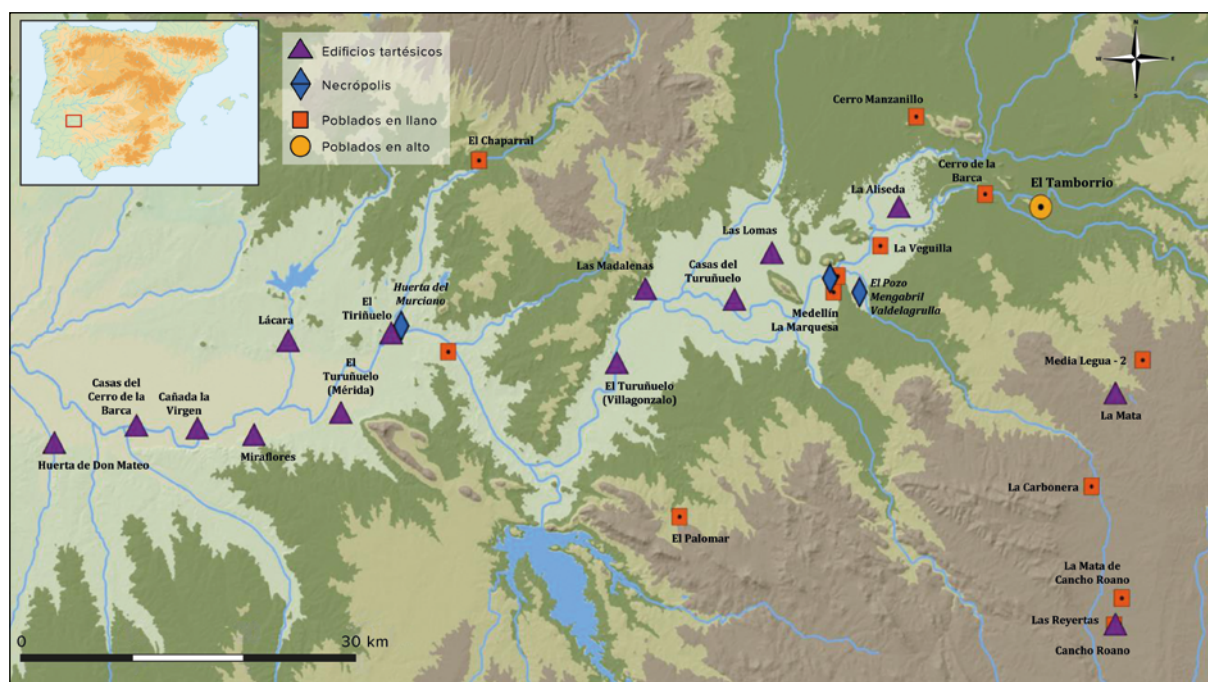 Edificios tartésicos
Necrópolis
Poblados en llano
Poblados en alto
N
W
E
S
Cerro Manzanillo
El Chaparral
Cerro de la
Barca
El Tamborrio
La Aliseda
Las Lomas
La Veguilla
Las Madalenas
Casas del
Turuñuelo
El Pozo
Mengabril
Valdelagrulla
Huerta del
Murciano
El
Tiriñuelo
Medellín
La Marquesa
Lácara
El
Turuñuelo
(Mérida)
Media Legua - 2
Casas del
Cerro de la
Barca
Cañada la
Virgen
El Turuñuelo
(Villagonzalo)
La Mata
Huerta de Don Mateo
Miraflores
La Carbonera
El Palomar
La Mata de
Cancho Roano
Las Reyertas
Cancho Roano
0
30 km